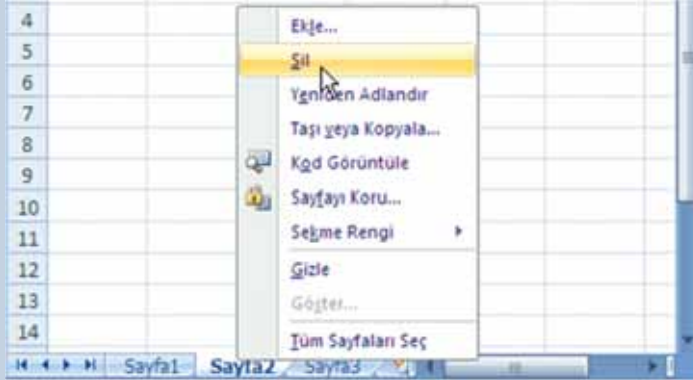 4
Ekle...
5
Sil
6
Yeniden Adlandır
7
Taşı veya Kopyala...
8
Kod Görüntüle
9
Sayfayı Koru...
10
11
Sekme Rengi
12
Gizle
13
Göster...
14
Tüm Sayfaları Seç
Sayfa1 Sayfa2 Sayfa3